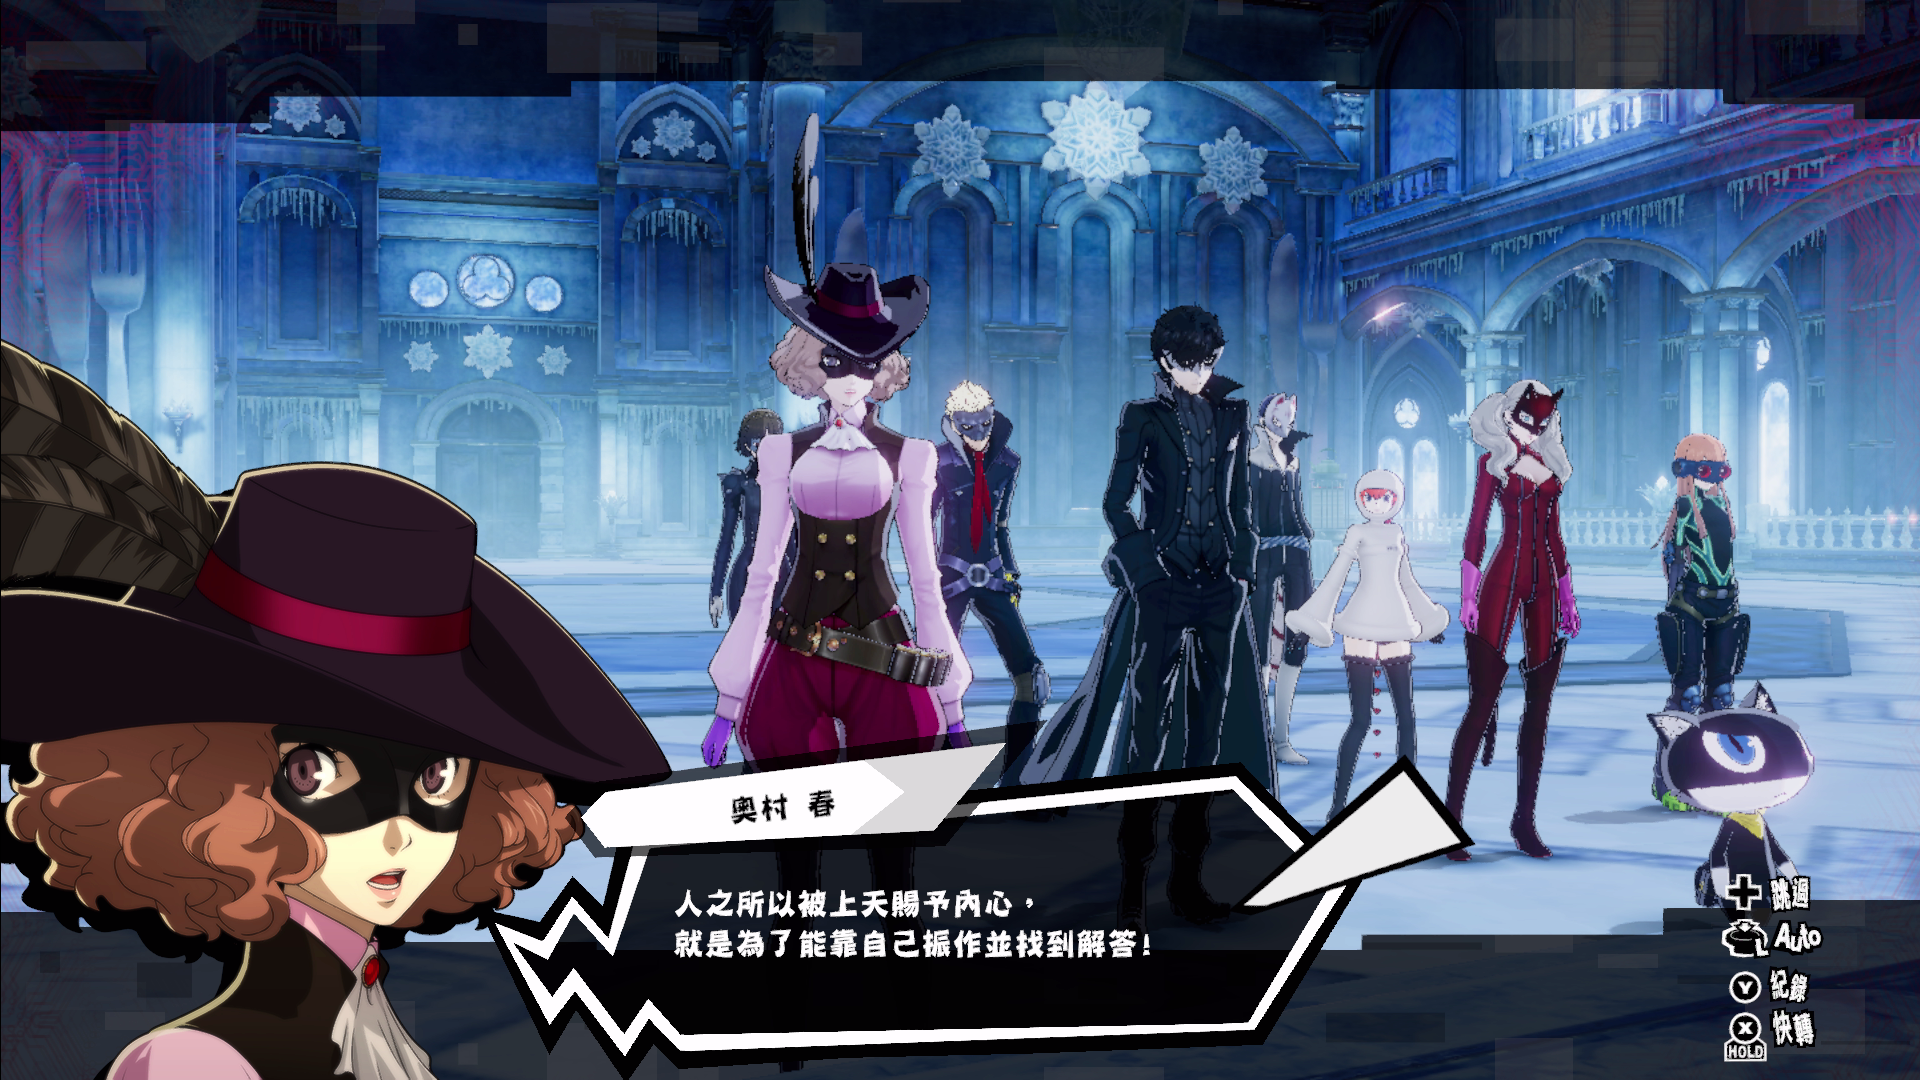 奧村 春
人之所以被上天賜予內心，
就是為了能靠自己振作並找到解答!
跳過
L Auto
Y 紀錄
X 快轉
HOLD